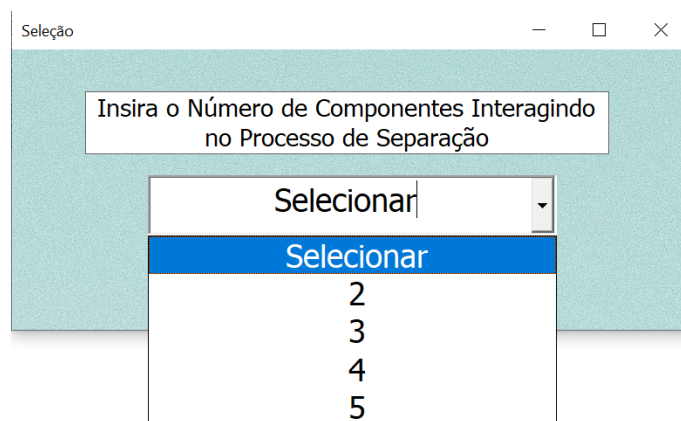 Seleção
Insira o Número de Componentes Interagindo
no Processo de Separação
Selecionar
Selecionar
2
3
4
5